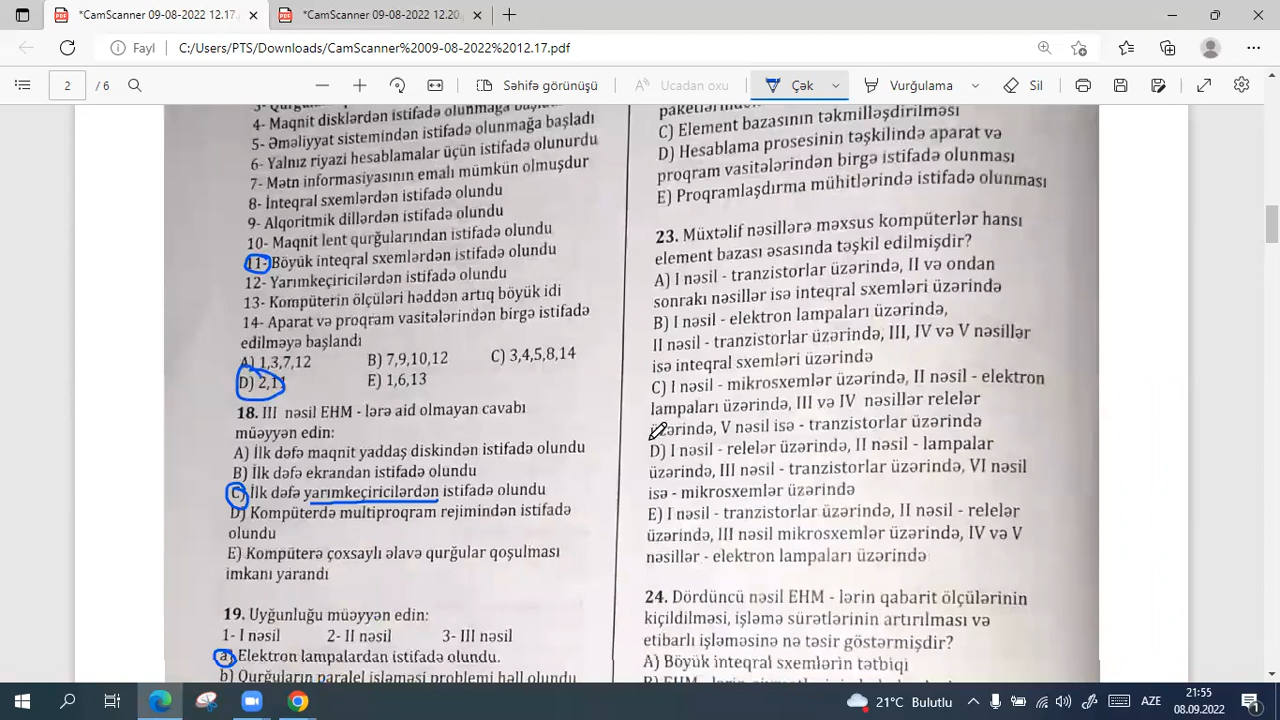 *CamScanner 09-08-2022 12.17.
*CamScanner 09-08-2022 12.20.
Fayl
C:/Users/PTS/Downloads/CamScanner%2009-08-2022%2012.17.pdf
2 / 6
Səhifə görünüşü
Ucadan oxu
Çək
Vurğulama
Sil
4- Maqnit disklərdən istifadə olunmağa
5- Əməliyyat sistemindən istifadə olunmağa başladı
6- Yalnız riyazi hesablamalar üçün istifadə olunurdu
7- Mətn informasiyasının emalı mümkün olmuşdur
8- İnteqral sxemlərdən istifadə olundu
9- Alqoritmik dillərdən istifadə olundu
10- Maqnit lent qurğularından istifadə olundu
11- Böyük inteqral sxemlərdən istifadə olundu
12- Yarımkeçiricilərdən istifadə olundu
13- Kompüterin ölçüləri həddən artıq böyük idi
14- Aparat və proqram vasitələrindən birgə istifadə
edilməyə başlandı
A) 1,3,7,12 B) 7,9,10,12 C) 3,4,5,8,14
D) 2,11 E) 1,6,13
18. III nəsil EHM - lərə aid olmayan cavabı
müəyyən edin:
A) İlk dəfə maqnit yaddaş diskindən istifadə olundu
B) İlk dəfə ekrandan istifadə olundu
C) İlk dəfə yarımkeçiricilərdən istifadə olundu
D) Kompüterdə multiproqram rejimindən istifadə
olundu
E) Kompüterə çoxsaylı əlavə qurğular qoşulması
imkanı yarandı
19. Uyğunluğu müəyyən edin:
1- I nəsil 2- II nəsil 3- III nəsil
a) Elektron lampalardan istifadə olundu.
b) Qurğuların paralel işləməsi problemi həll olundu
C) Element bazasının təkmilləşdirilməsi
D) Hesablama prosesinin təşkilində aparat və
proqram vasitələrindən birgə istifadə olunması
E) Proqramlaşdırma mühitlərində istifadə olunması
23. Müxtəlif nəsillərə məxsus kompüterlər hansı
element bazası əsasında təşkil edilmişdir?
A) I nəsil - tranzistorlar üzərində, II və ondan
sonrakı nəsillər isə inteqral sxemləri üzərində
B) I nəsil - elektron lampaları üzərində,
II nəsil - tranzistorlar üzərində, III, IV və V nəsillər
isə inteqral sxemləri üzərində
C) I nəsil - mikrosxemlər üzərində, II nəsil - elektron
lampaları üzərində, III və IV nəsillər relelər
üzərində, V nəsil isə - tranzistorlar üzərində
D) I nəsil - relelər üzərində, II nəsil - lampalar
üzərində, III nəsil - tranzistorlar üzərində, VI nəsil
isə - mikrosxemlər üzərində
E) I nəsil - tranzistorlar üzərində, II nəsil - relelər
üzərində, III nəsil mikrosxemlər üzərində, IV və V
nəsillər - elektron lampaları üzərində
24. Dördüncü nəsil EHM - lərin qabarit ölçülərinin
kiçildilməsi, işləmə sürətlərinin artırılması və
etibarlı işləməsinə nə təsir göstərmişdir?
A) Böyük inteqral sxemlərin tətbiqi
21°C Bulutlu
AZE
21:55
08.09.2022
1